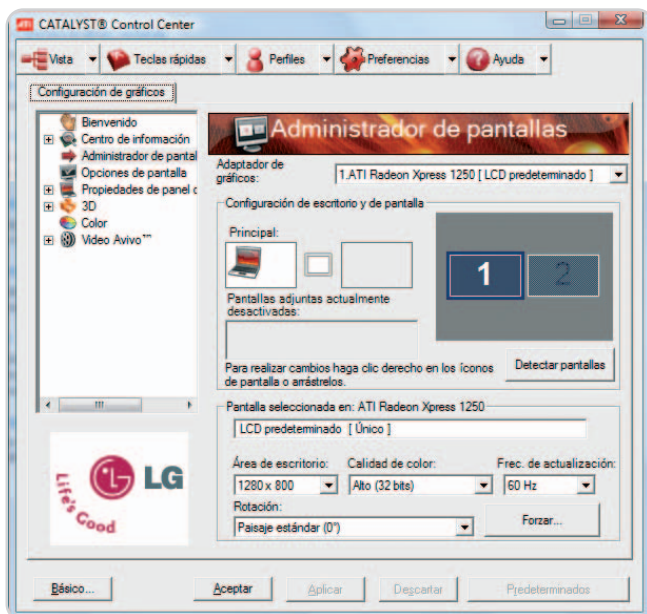 ATI CATALYST® Control Center
Vista
Teclas rápidas
Perfiles
Preferencias
Ayuda
Configuración de gráficos
Bienvenido
Centro de información
Administrador de pantal
Opciones de pantalla
Propiedades de panel c
3D
Color
Video Avivo™
Administrador de pantallas
Adaptador de
gráficos:
1.ATI Radeon Xpress 1250 [ LCD predeterminado ]
Configuración de escritorio y de pantalla
Principal:
1
2
Pantallas adjuntas actualmente
desactivadas:
Para realizar cambios haga clic derecho en los íconos
de pantalla o arrástrelos.
Detectar pantallas
Pantalla seleccionada en: ATI Radeon Xpress 1250
LCD predeterminado [ Único ]
Área de escritorio:
Calidad de color:
Frec. de actualización:
1280 x 800
Alto (32 bits)
60 Hz
Rotación:
Paisaje estándar (0°)
Forzar...
LG
Life's Good
Básico...
Aceptar
Aplicar
Descartar
Predeterminados